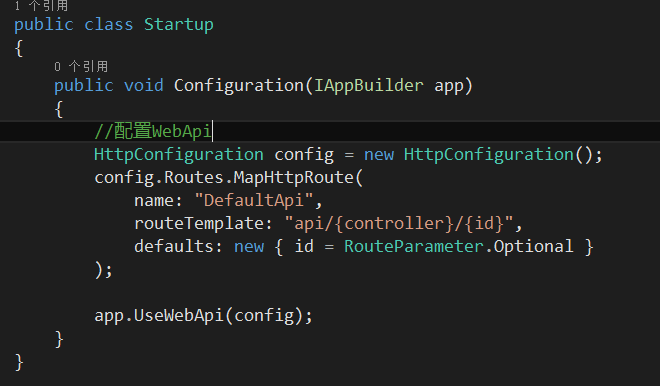 1 个引用
public class Startup
{
0 个引用
public void Configuration(IAppBuilder app)
{
//配置WebApi
HttpConfiguration config = new HttpConfiguration();
config.Routes.MapHttpRoute(
name: "DefaultApi",
routeTemplate: "api/{controller}/{id}",
defaults: new { id = RouteParameter.Optional }
);
app.UseWebApi(config);
}
}